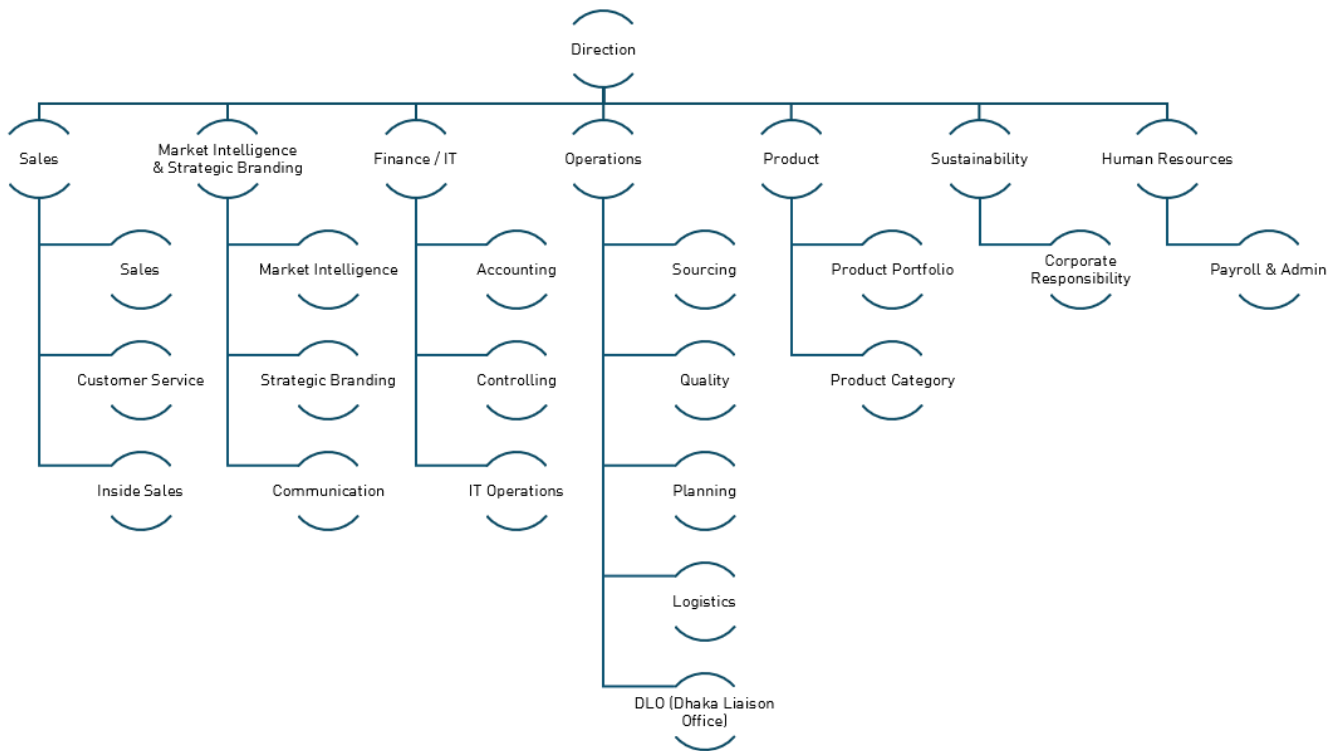 Direction
Sales
Market Intelligence
& Strategic Branding
Finance / IT
Operations
Product
Sustainability
Human Resources
Sales
Market Intelligence
Accounting
Sourcing
Product Portfolio
Corporate
Responsibility
Payroll & Admin
Customer Service
Strategic Branding
Controlling
Quality
Product Category
Inside Sales
Communication
IT Operations
Planning
Logistics
DLO (Dhaka Liaison
Office)